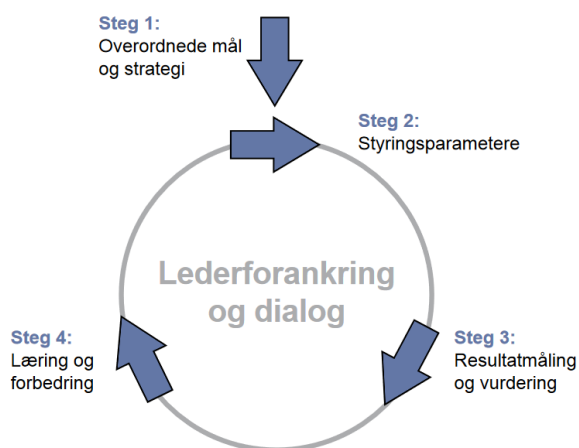 Steg 1:
Overordnede mål
og strategi
Steg 2:
Styringsparametere
Lederforankring
og dialog
Steg 3:
Resultatmåling
og vurdering
Steg 4:
Læring og
forbedring